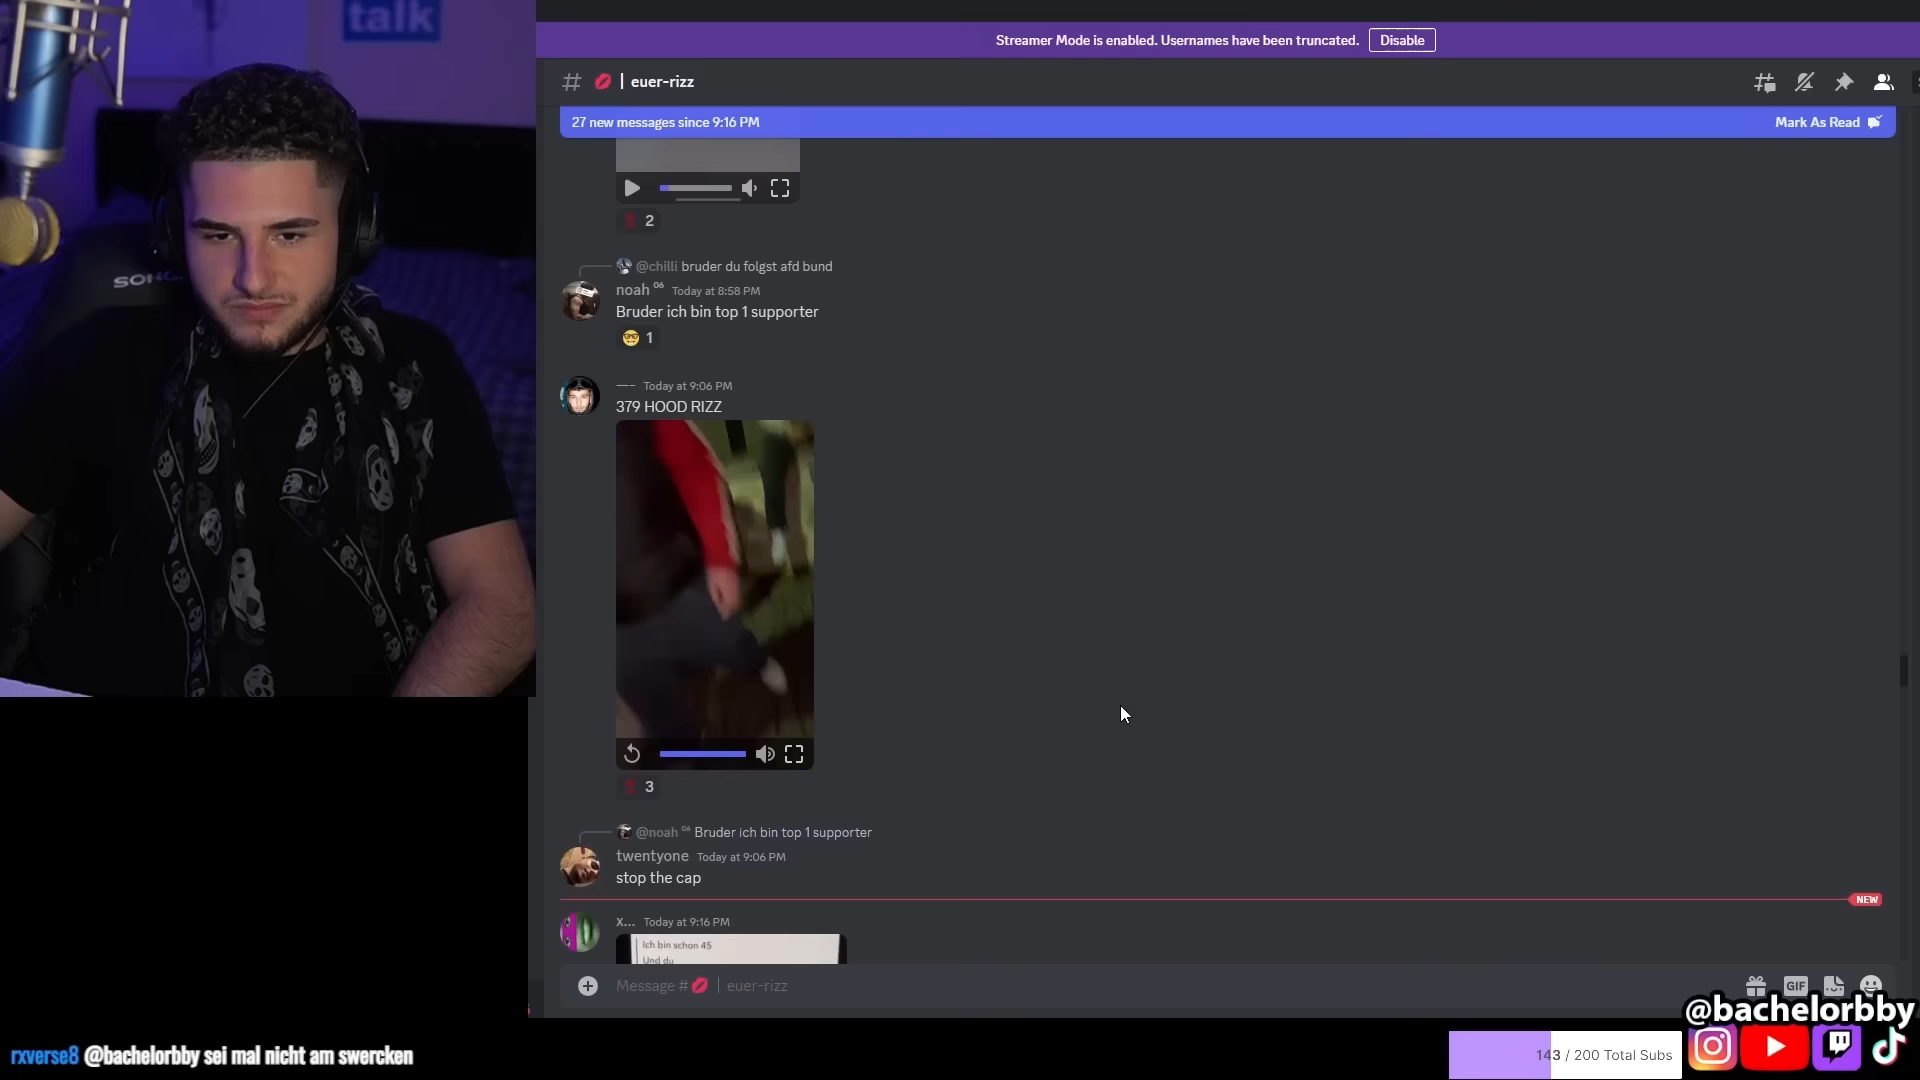 talk
Streamer Mode is enabled. Usernames have been truncated. Disable
# | euer-rizz
27 new messages since 9:16 PM Mark As Read
2
@chilli bruder du folgst afd bund
noah 06 Today at 8:58 PM
Bruder ich bin top 1 supporter
1
Today at 9:06 PM
379 HOOD RIZZ
3
@noah 06 Bruder ich bin top 1 supporter
twentyone Today at 9:06 PM
stop the cap
NEW
x... Today at 9:16 PM
Ich bin schon 45
Und du
Message # | euer-rizz
GIF
@bachelorbby
rxverse8 @bachelorbby sei mal nicht am swercken
143 / 200 Total Subs